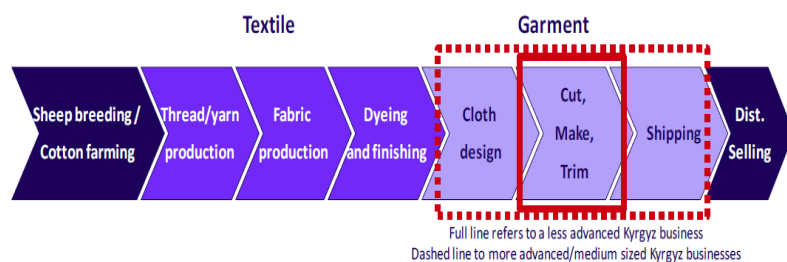 Textile
Garment
Sheep breeding /
Cotton farming
Thread/yarn
production
Fabric
production
Dyeing
and finishing
Cloth
design
Cut,
Make,
Trim
Shipping
Dist.
Selling
Full line refers to a less advanced Kyrgyz business
Dashed line to more advanced/medium sized Kyrgyz businesses